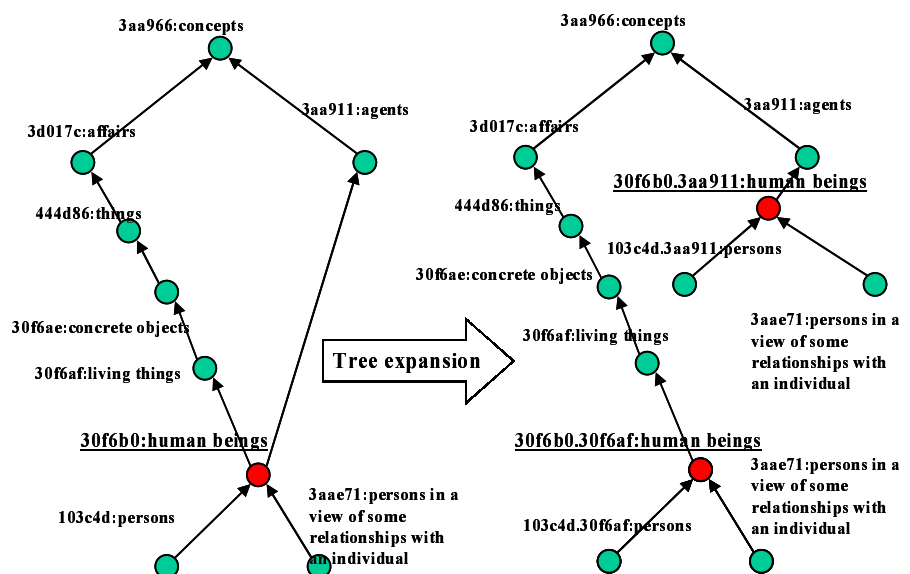 3aa966:concepts
3aa911:agents
3d017c:affairs
444d86:things
30f6ae:concrete objects
30f6af:living things
30f6b0:human beings
103c4d:persons
3aae71:persons in a
view of some
relationships with
an individual
Tree expansion
3aa966:concepts
3aa911:agents
3d017c:affairs
30f6b0.3aa911:human beings
444d86:things
103c4d.3aa911:persons
30f6ae:concrete objects
3aae71:persons in a
view of some
relationships with
an individual
30f6af:living things
30f6b0.30f6af:human beings
3aae71:persons in a
view of some
relationships with
an individual
103c4d.30f6af:persons